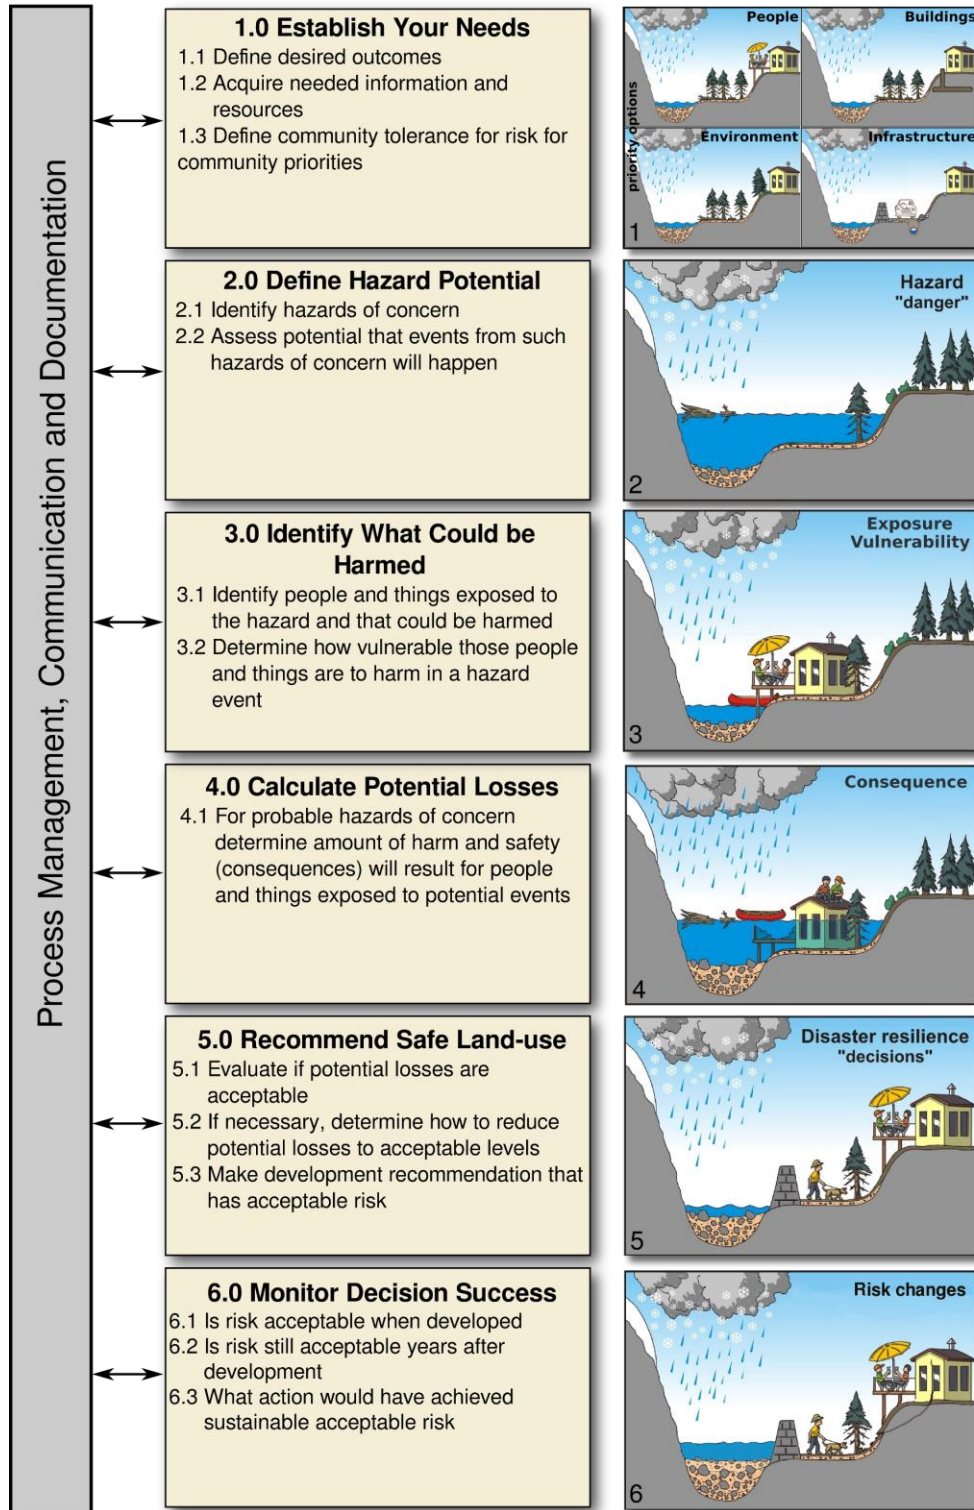 Process Management, Communication and Documentation
1.0 Establish Your Needs
1.1 Define desired outcomes
1.2 Acquire needed information and
resources
1.3 Define community tolerance for risk for
community priorities
priority options
People
Buildings
Environment
Infrastructure
1
2.0 Define Hazard Potential
2.1 Identify hazards of concern
2.2 Assess potential that events from such
hazards of concern will happen
Hazard
"danger"
2
3.0 Identify What Could be
Harmed
3.1 Identify people and things exposed to
the hazard and that could be harmed
3.2 Determine how vulnerable those people
and things are to harm in a hazard
event
Exposure
Vulnerability
3
4.0 Calculate Potential Losses
4.1 For probable hazards of concern
determine amount of harm and safety
(consequences) will result for people
and things exposed to potential events
Consequence
4
5.0 Recommend Safe Land-use
5.1 Evaluate if potential losses are
acceptable
5.2 If necessary, determine how to reduce
potential losses to acceptable levels
5.3 Make development recommendation that
has acceptable risk
Disaster resilience
"decisions"
5
6.0 Monitor Decision Success
6.1 Is risk acceptable when developed
6.2 Is risk still acceptable years after
development
6.3 What action would have achieved
sustainable acceptable risk
Risk changes
6